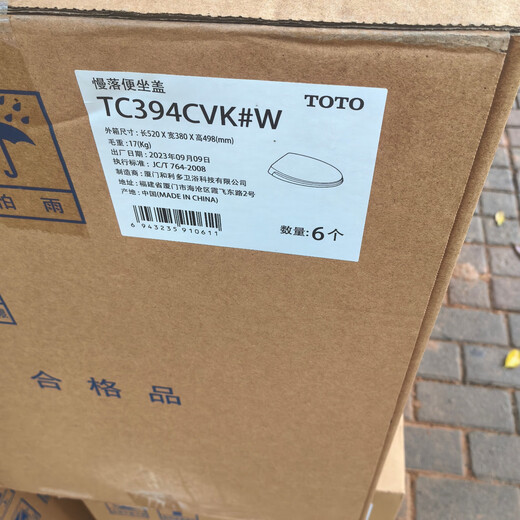 慢落便坐盖
TOTO
TC394CVK#W
外箱尺寸: 长520 X 宽380 X 高498(mm)
毛重: 17(Kg)
出厂日期: 2023年09月09日
执行标准: JC/T 764-2008
制造商: 厦门和利多卫浴科技有限公司
地址: 福建省厦门市海沧区霞飞东路2号
产地: 中国(MADE IN CHINA)
6 943235 910611
数量: 6个
怕雨
合格品